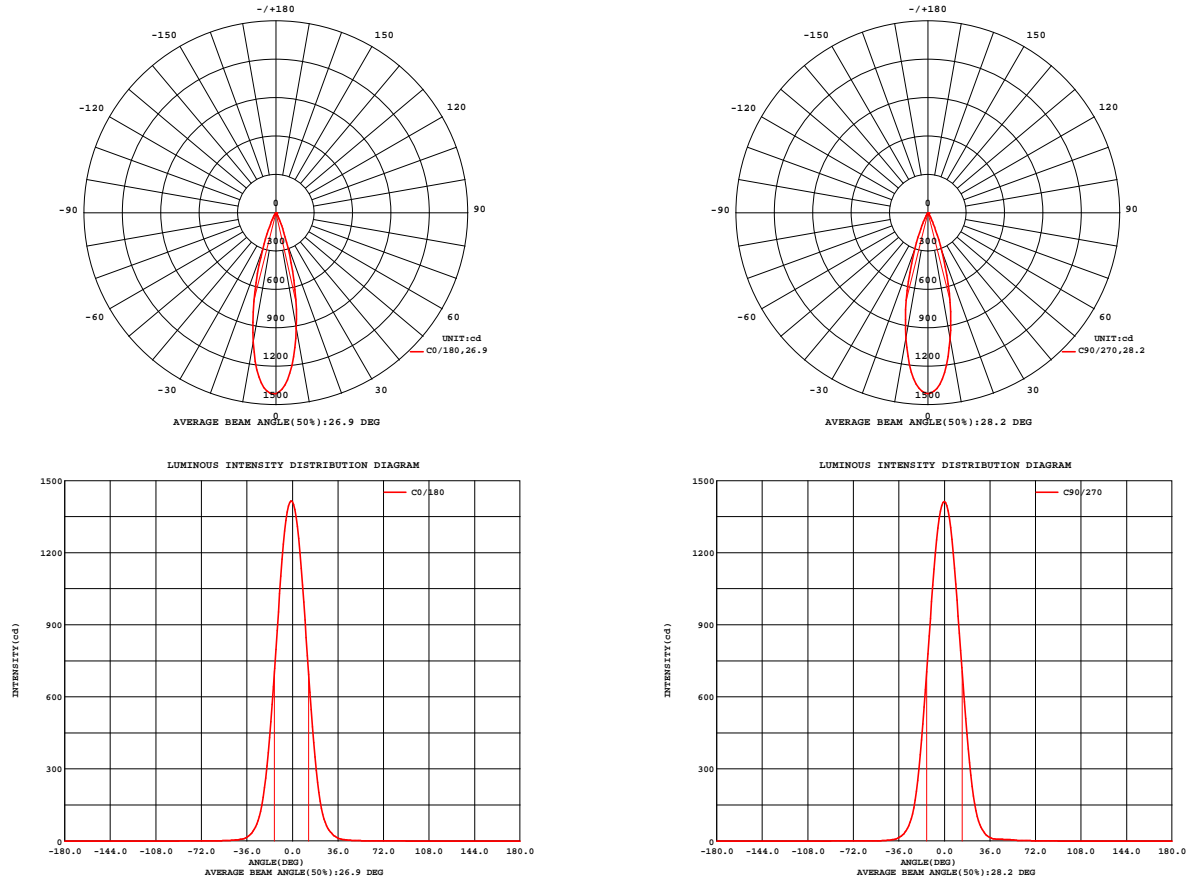 -/+180
-150 150
-120 120
-90 90
-60 60
-30 30
0
300
600
900
1200
1500
0
UNIT:cd
C0/180,26.9
AVERAGE BEAM ANGLE(50%):26.9 DEG
-/+180
-150 150
-120 120
-90 90
-60 60
-30 30
0
300
600
900
1200
1500
0
UNIT:cd
C90/270,28.2
AVERAGE BEAM ANGLE(50%):28.2 DEG
LUMINOUS INTENSITY DISTRIBUTION DIAGRAM
C0/180
INTENSITY(cd)
1500
1200
900
600
300
0
-180.0 -144.0 -108.0 -72.0 -36.0 0.0 36.0 72.0 108.0 144.0 180.0
ANGLE(DEG)
AVERAGE BEAM ANGLE(50%):26.9 DEG
LUMINOUS INTENSITY DISTRIBUTION DIAGRAM
C90/270
INTENSITY(cd)
1500
1200
900
600
300
0
-180.0 -144.0 -108.0 -72.0 -36.0 0.0 36.0 72.0 108.0 144.0 180.0
ANGLE(DEG)
AVERAGE BEAM ANGLE(50%):28.2 DEG